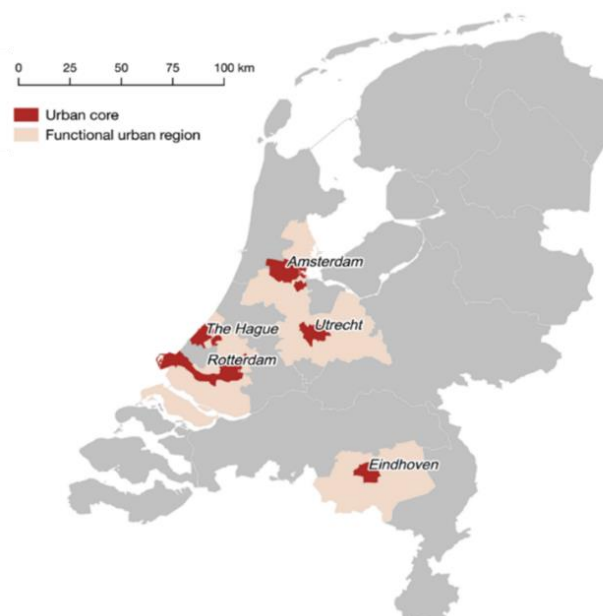 0 25 50 75 100 km
Urban core
Functional urban region
Amsterdam
The Hague
Utrecht
Rotterdam
Eindhoven